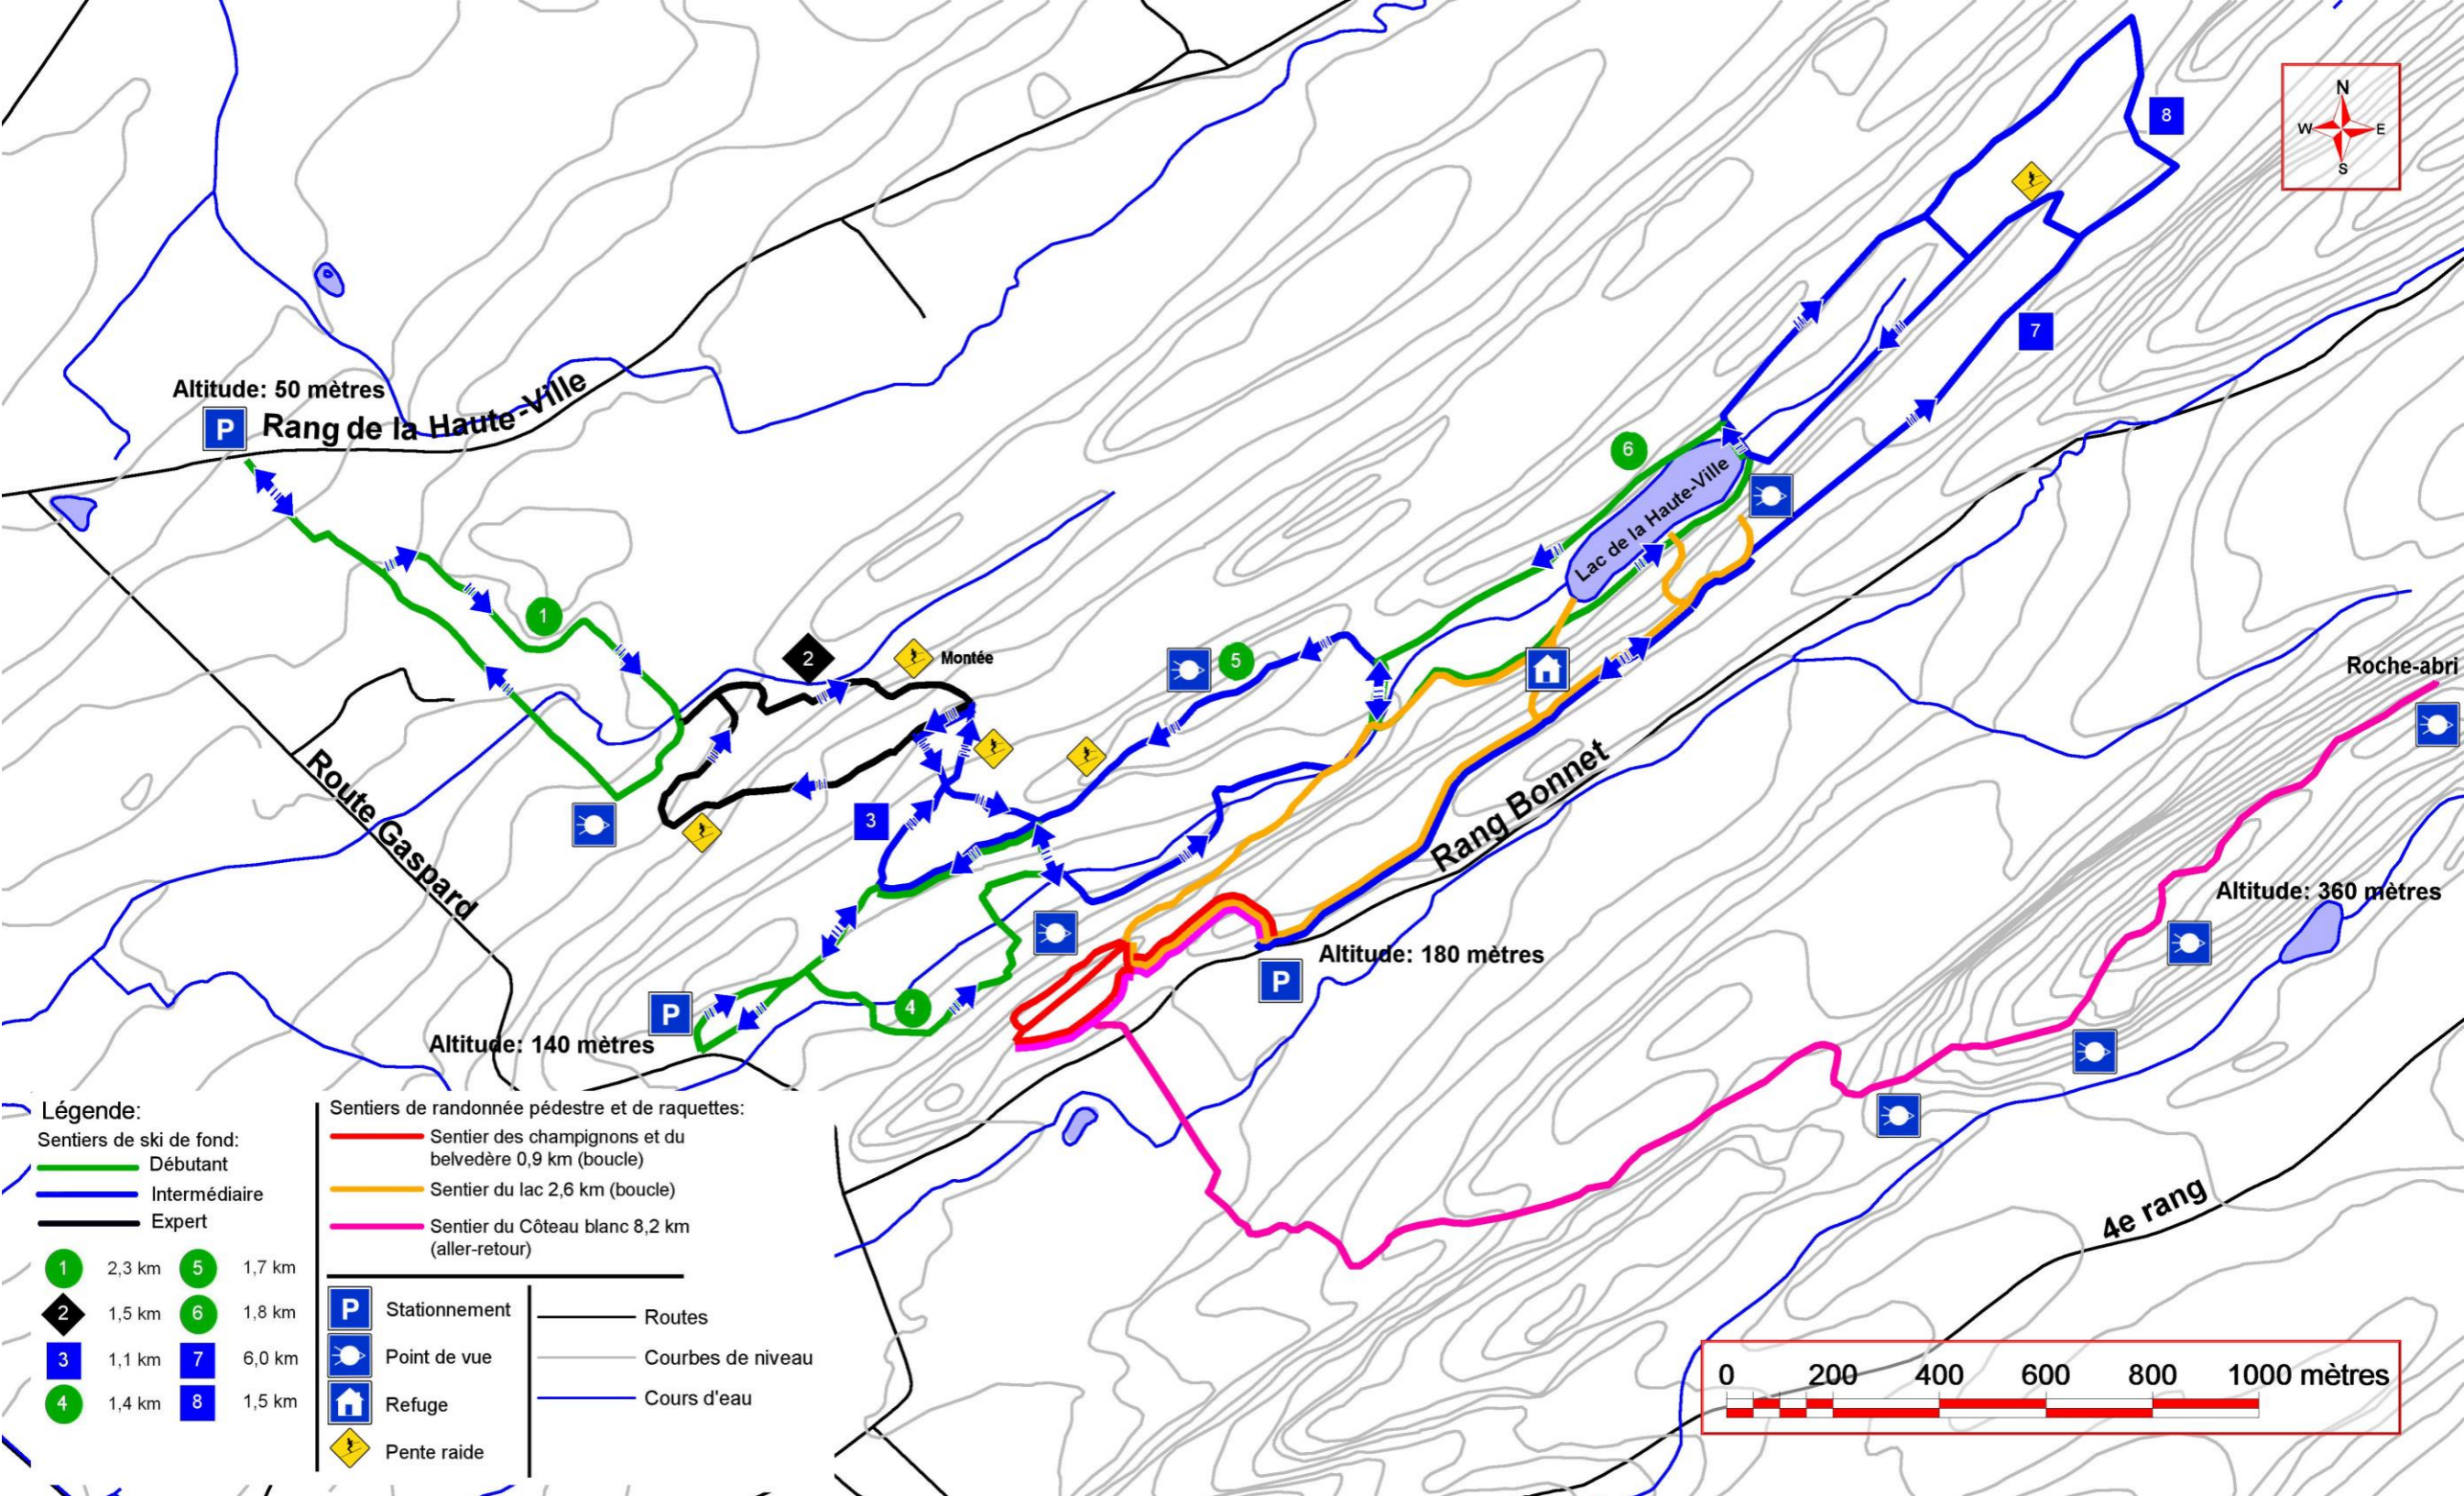 N
W E
S
8
7
6
Altitude: 50 mètres
P
Rang de la Haute-Ville
Lac de la Haute-Ville
1
2
Montée
5
Roche-abri
3
Route Gaspard
Rang Bonnet
Altitude: 360 mètres
Altitude: 180 mètres
P
4
P
Altitude: 140 mètres
4e rang
Légende:
Sentiers de ski de fond:
Débutant
Intermédiaire
Expert
1 2,3 km 5 1,7 km
2 1,5 km 6 1,8 km
3 1,1 km 7 6,0 km
4 1,4 km 8 1,5 km
Sentiers de randonnée pédestre et de raquettes:
Sentier des champignons et du
belvedère 0,9 km (boucle)
Sentier du lac 2,6 km (boucle)
Sentier du Côteau blanc 8,2 km
(aller-retour)
P Stationnement
Point de vue
Refuge
Pente raide
Routes
Courbes de niveau
Cours d'eau
0 200 400 600 800 1000 mètres